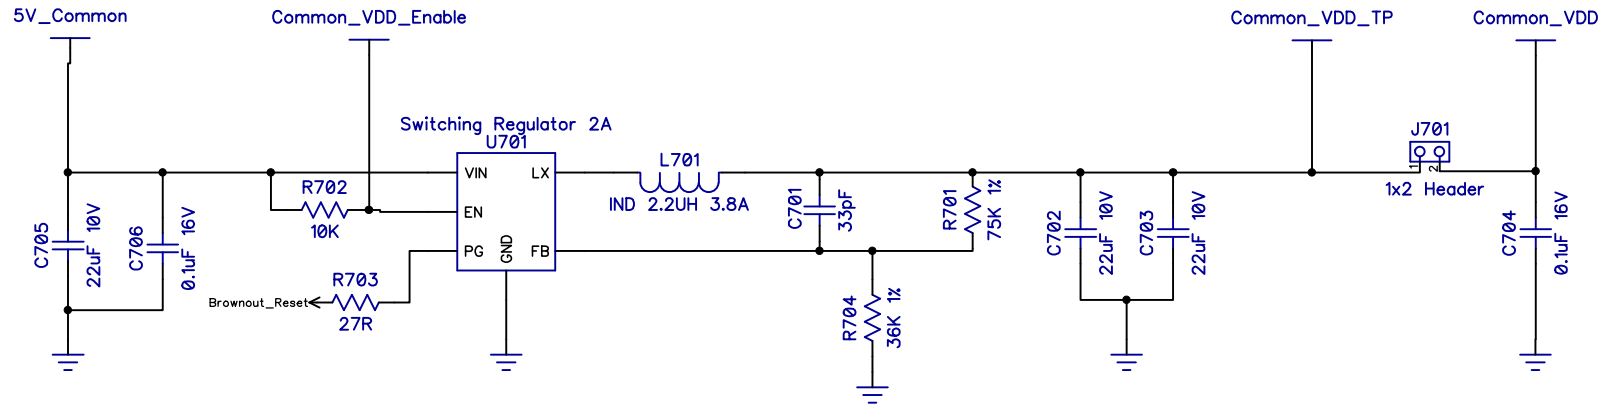 5V_Common
Common_VDD_Enable
Common_VDD_TP
Common_VDD
Switching Regulator 2A
U701
VIN
LX
EN
PG
GND
FB
R702
10K
C705
22uF 10V
C706
0.1uF 16V
Brownout_Reset
R703
27R
L701
IND 2.2UH 3.8A
C701
33pF
R701
75K 1%
R704
36K 1%
C702
22uF 10V
C703
22uF 10V
J701
1
2
1x2 Header
C704
0.1uF 16V